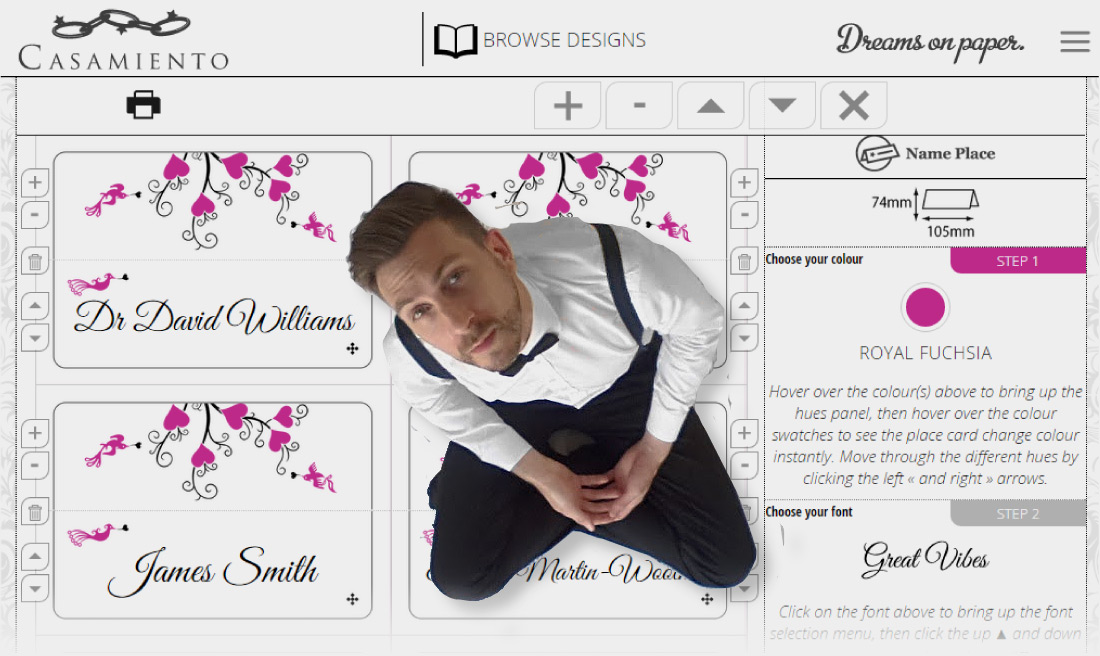 CASAMIENTO
BROWSE DESIGNS
Dreams on paper.
Name Place
74mm
105mm
Choose your colour
STEP 1
ROYAL FUCHSIA
Hover over the colour(s) above to bring up the
hues panel, then hover over the colour
swatches to see the place card change colour
instantly. Move through the different hues by
clicking the left « and right » arrows.
Choose your font
STEP 2
Great Vibes
Click on the font above to bring up the font
selection menu, then click the up ▲ and down
Dr David Williams
James Smith